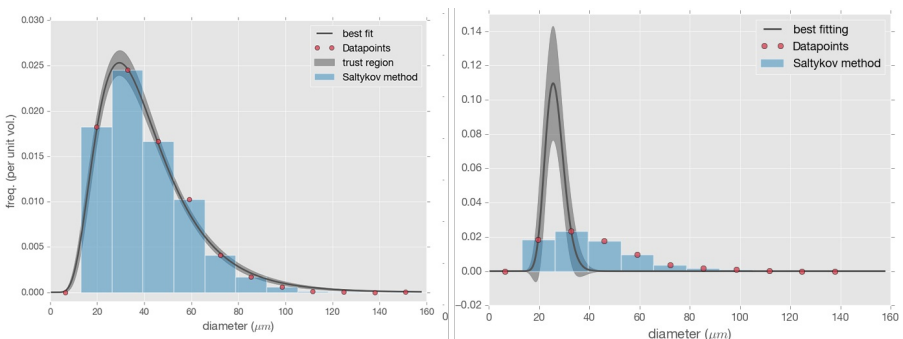 0.030
0.025
0.020
0.015
0.010
0.005
0.000
freq. (per unit vol.)
best fit
Datapoints
trust region
Saltykov method
0 20 40 60 80 100 120 140 160
diameter (μm)
0
0.14
0.12
0.10
0.08
0.06
0.04
0.02
0.00
−0.02
best fitting
Datapoints
Saltykov method
0 20 40 60 80 100 120 140 160
diameter (μm)